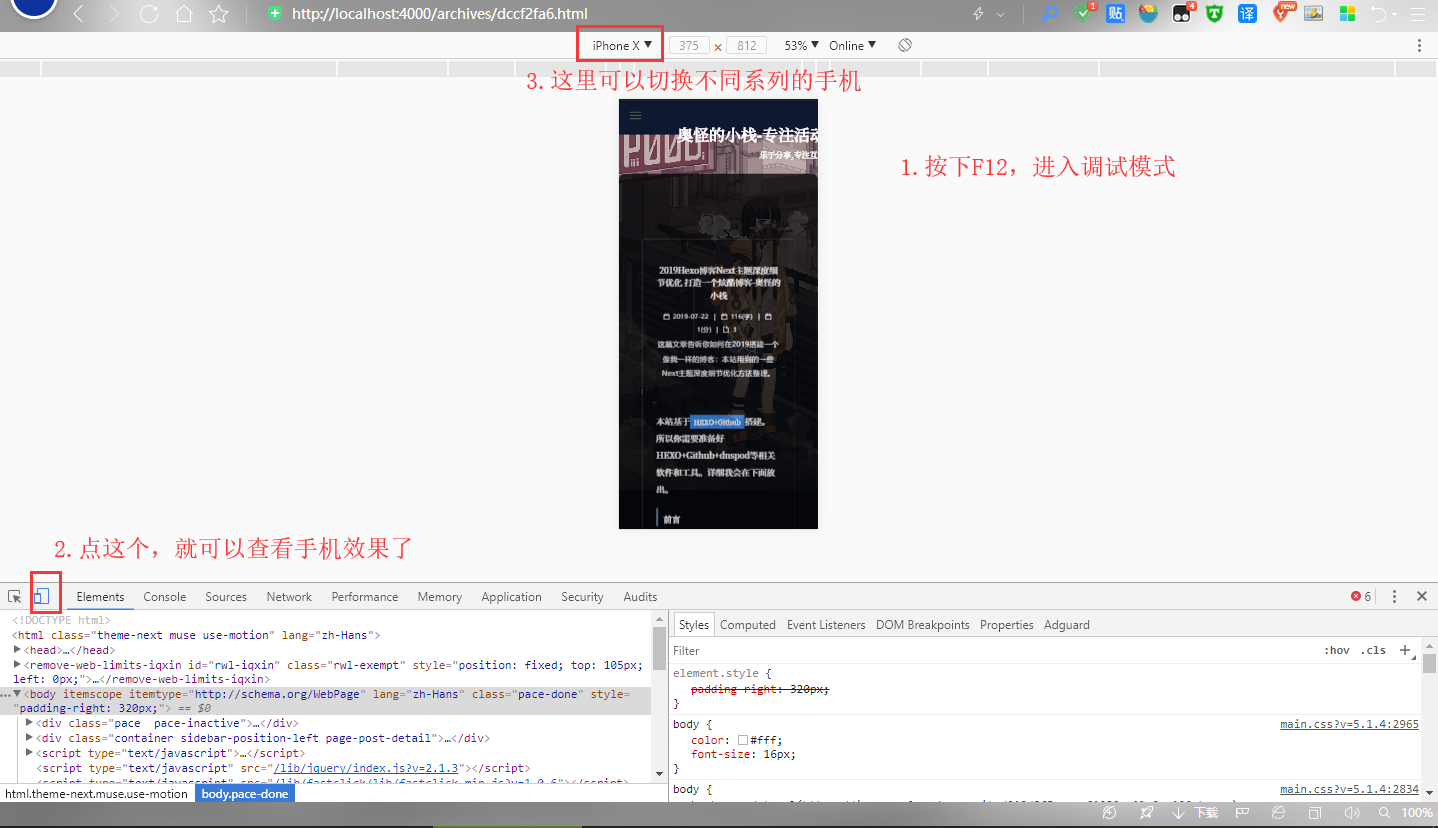 http://localhost:4000/archives/dccf2fa6.html
iPhone X ▼ 375 × 812 53% ▼ Online ▼
3.这里可以切换不同系列的手机
奥怪的小栈-专注活动
乐于分享,专注互
1.按下F12，进入调试模式
2019Hexo博客Next主题深度细
节优化 打造一个炫酷博客-奥怪的
小栈
2019-07-22 | 116(字) |
1(分) | 1
这篇文章告诉你如何在2019搭建一个
像我一样的博客：本站用到的一些
Next主题深度细节优化方法整理。
本站基于 HEXO+Github 搭建。
所以你需要准备好
HEXO+Github+dnspod等相关
软件和工具。详细我会在下面放
出。
前言
2.点这个，就可以查看手机效果了
Elements Console Sources Network Performance Memory Application Security Audits 6
<!DOCTYPE html>
<html class="theme-next muse use-motion" lang="zh-Hans">
<head>…</head>
<remove-web-limits-iqxin id="rwl-iqxin" class="rwl-exempt" style="position: fixed; top: 105px;
left: 0px;">…</remove-web-limits-iqxin>
<body itemscope itemtype="http://schema.org/WebPage" lang="zh-Hans" class="pace-done" style=
"padding-right: 320px;"> == $0
<div class="pace  pace-inactive">…</div>
<div class="container sidebar-position-left page-post-detail">…</div>
<script type="text/javascript">…</script>
<script type="text/javascript" src="/lib/jquery/index.js?v=2.1.3"></script>
<script type="text/javascript" src="/lib/fastclick/lib/fastclick.min.js?v=1.0.6"></script>
html.theme-next.muse.use-motion body.pace-done
Styles Computed Event Listeners DOM Breakpoints Properties Adguard
Filter :hov .cls +
element.style {
padding-right: 320px;
}
body { main.css?v=5.1.4:2965
color: #fff;
font-size: 16px;
}
body { main.css?v=5.1.4:2834
下载 100%